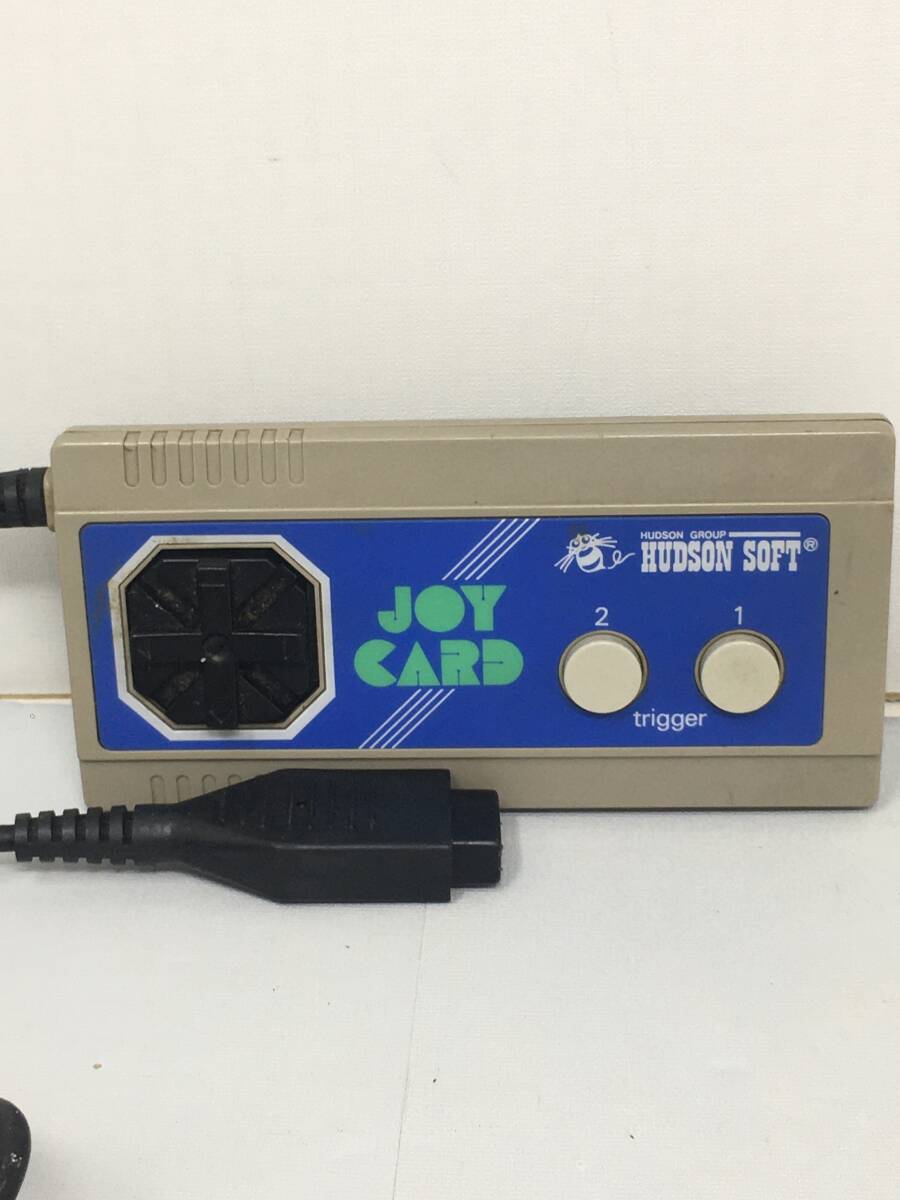 HUDSON GROUP
HUDSON SOFT®
JOY
CARD
2 1
trigger